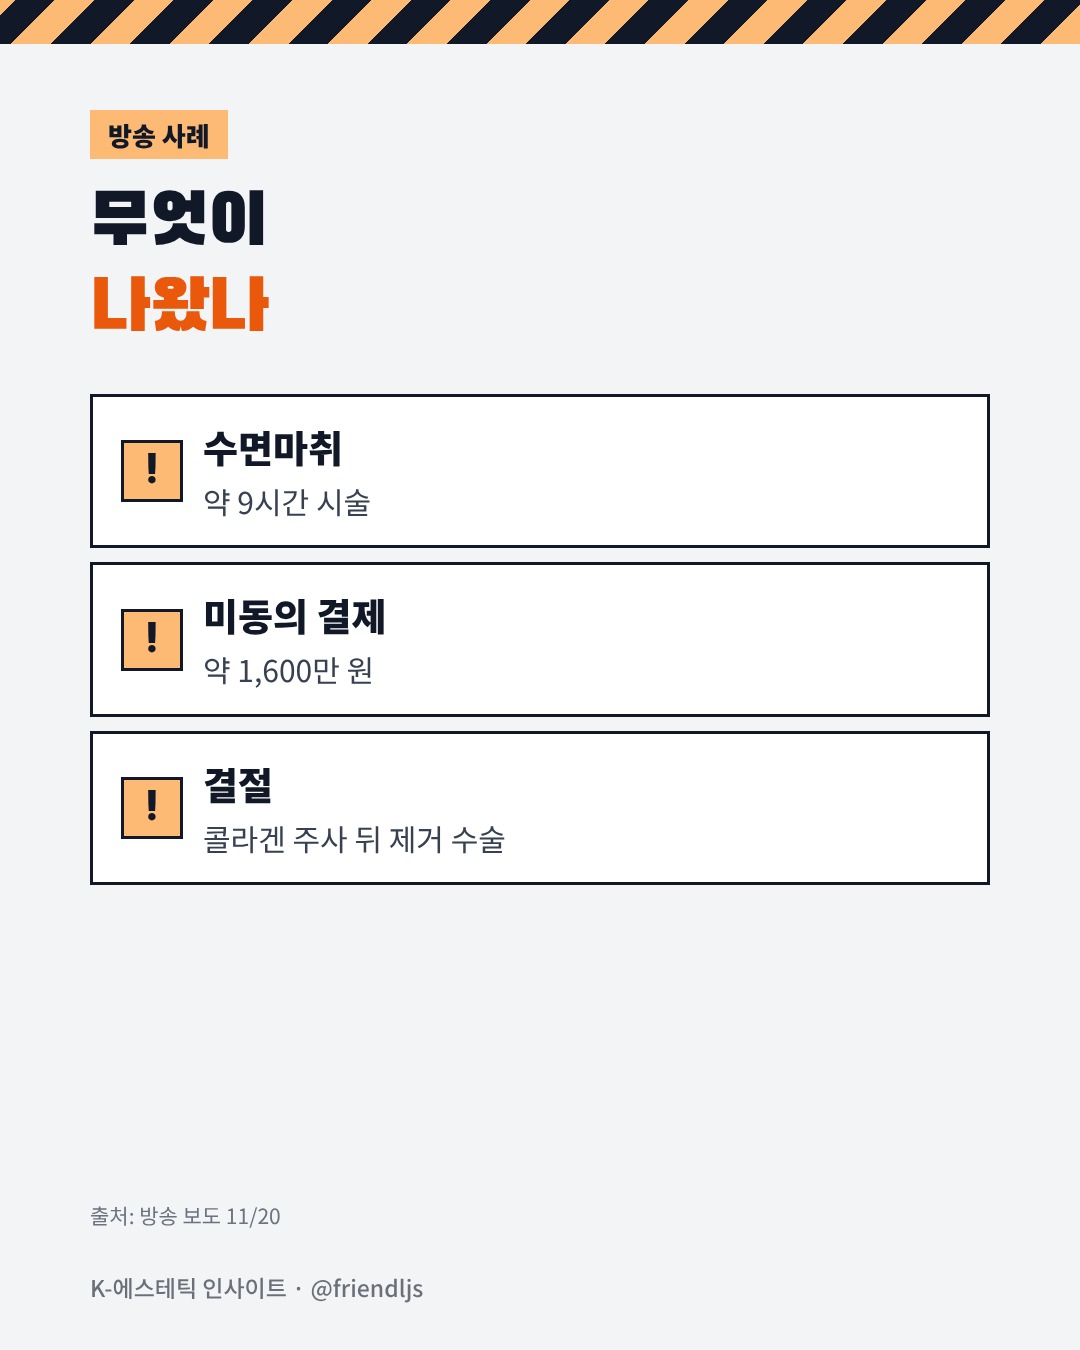 방송 사례
무엇이
나왔나
!
수면마취
약 9시간 시술
!
미동의 결제
약 1,600만 원
!
결절
콜라겐 주사 뒤 제거 수술
출처: 방송 보도 11/20
K-에스테틱 인사이트 · @friendljs